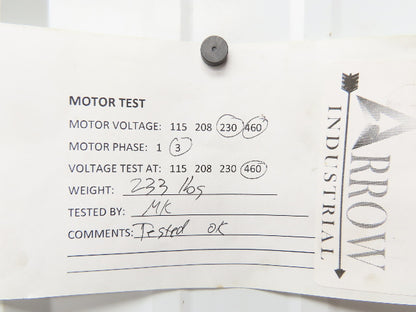 MOTOR TEST
MOTOR VOLTAGE: 115 208 230 460
MOTOR PHASE: 1 3
VOLTAGE TEST AT: 115 208 230 460
WEIGHT: 233 lbs
TESTED BY: MK
COMMENTS: Tested OK
ARROW
INDUSTRIAL